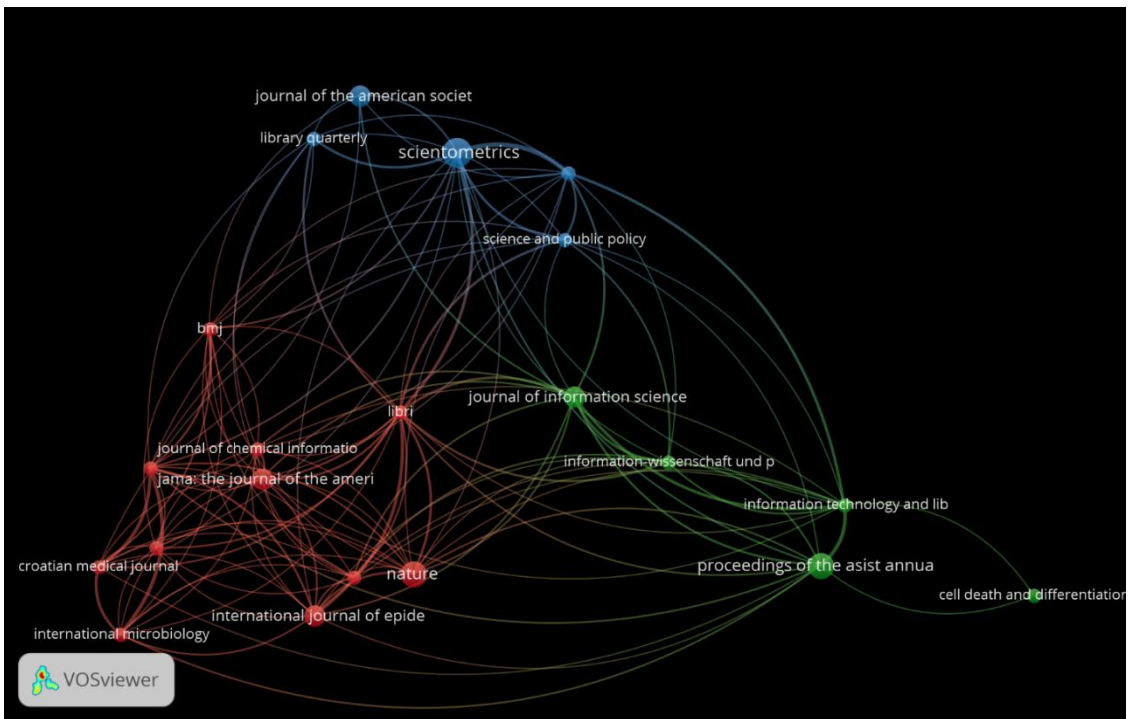 journal of the american societ
library quarterly
scientometrics
science and public policy
bmj
journal of information science
libri
journal of chemical informatio
information-wissenschaft und p
jama: the journal of the ameri
information technology and lib
croatian medical journal
nature
proceedings of the asist annua
cell death and differentiation
international journal of epide
international microbiology
VOSviewer